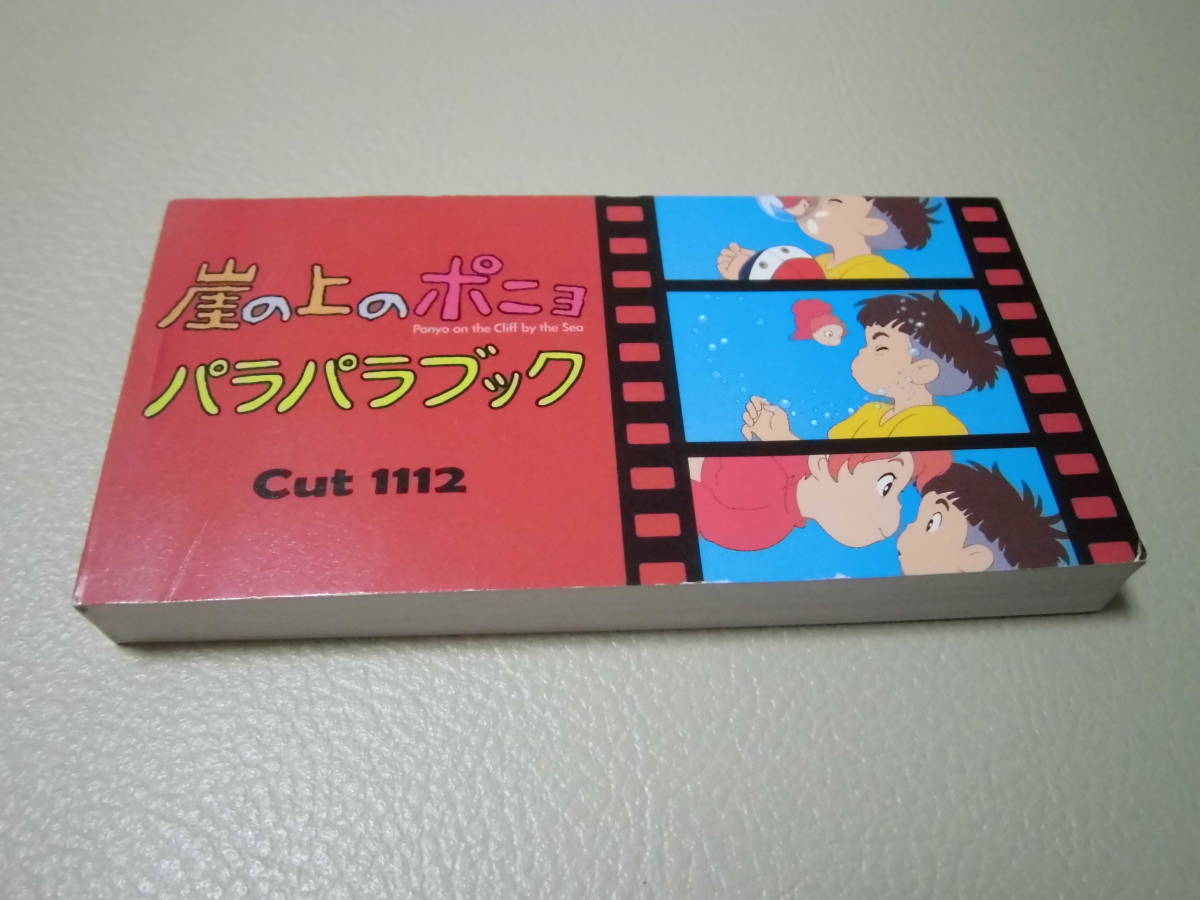 崖の上のポニョ
Ponyo on the Cliff by the Sea
パラパラブック
Cut 1112